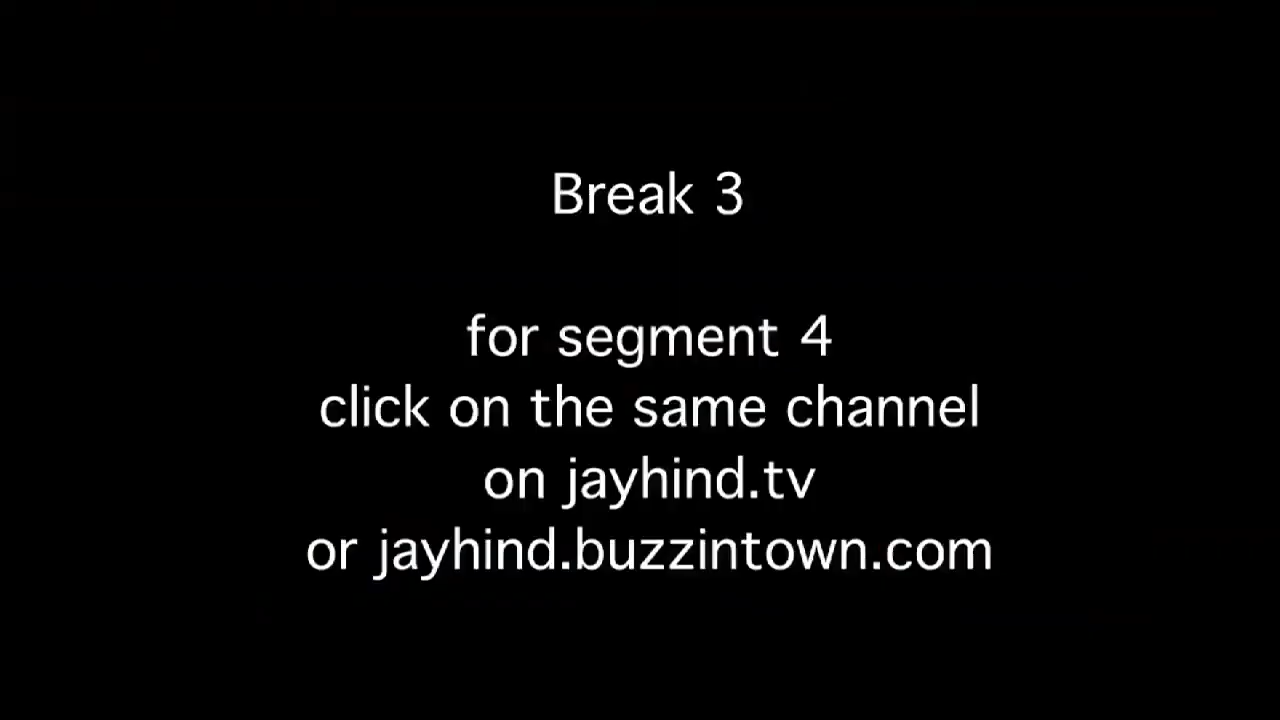 Break 3
for segment 4
click on the same channel
on jayhind.tv
or jayhind.buzzintown.com